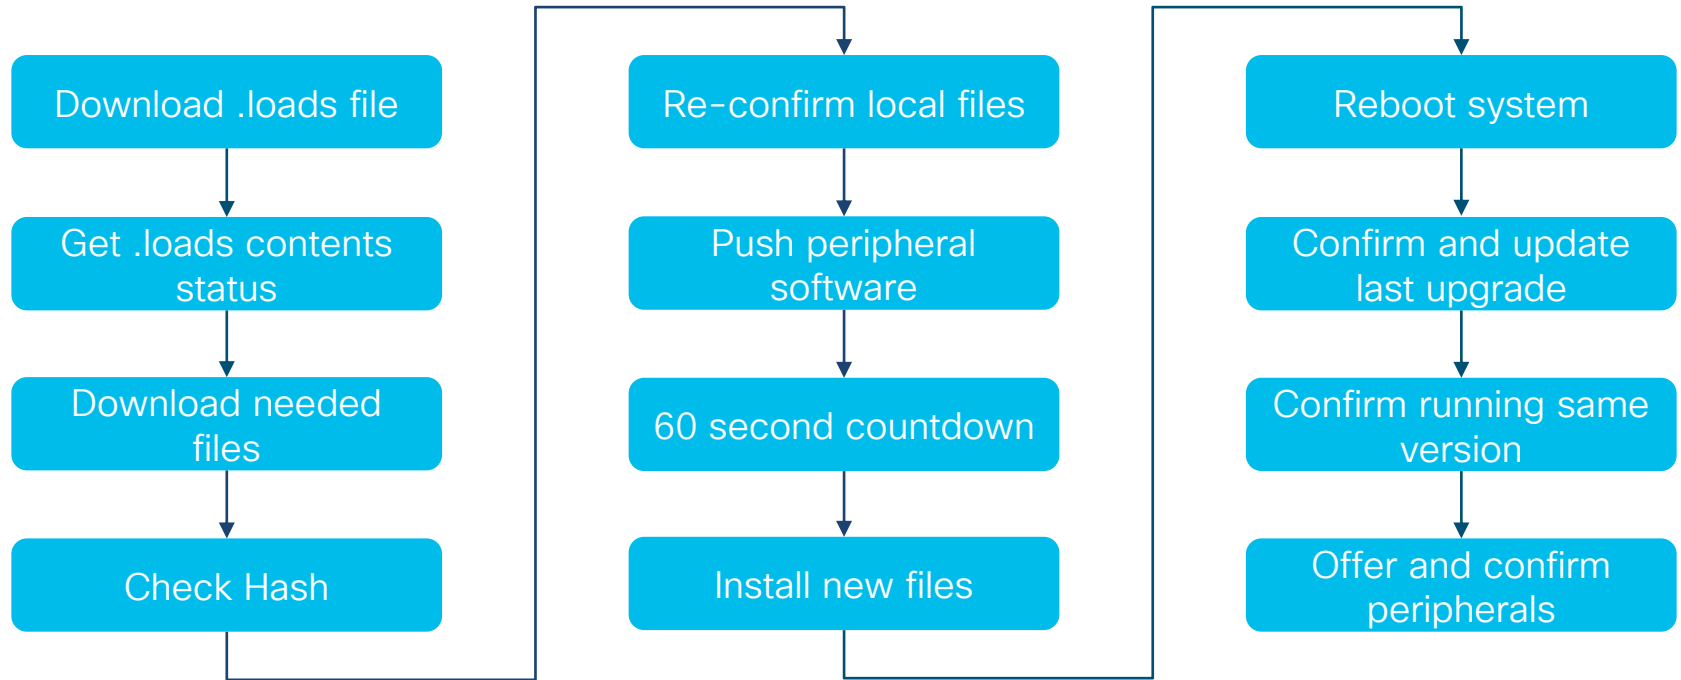 Download .loads file
Get .loads contents
status
Download needed
files
Check Hash
Re-confirm local files
Push peripheral
software
60 second countdown
Install new files
Reboot system
Confirm and update
last upgrade
Confirm running same
version
Offer and confirm
peripherals